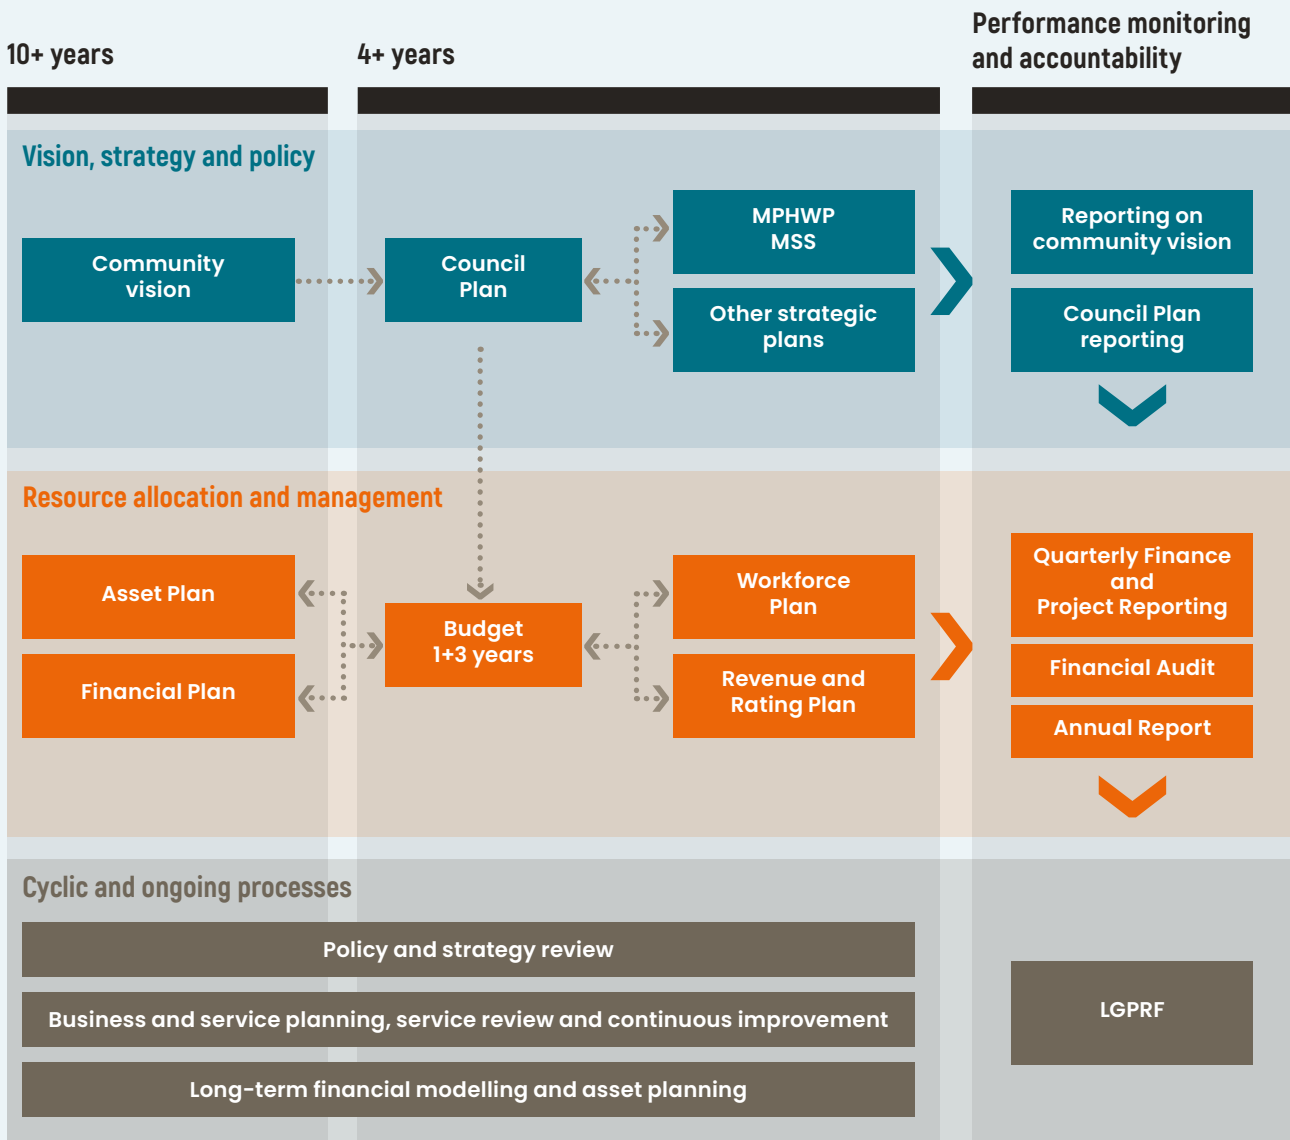 10+ years
4+ years
Performance monitoring
and accountability
Vision, strategy and policy
Community
vision
Council
Plan
MPHWP
MSS
Other strategic
plans
Reporting on
community vision
Council Plan
reporting
Resource allocation and management
Asset Plan
Financial Plan
Budget
1+3 years
Workforce
Plan
Revenue and
Rating Plan
Quarterly Finance
and
Project Reporting
Financial Audit
Annual Report
Cyclic and ongoing processes
Policy and strategy review
Business and service planning, service review and continuous improvement
Long-term financial modelling and asset planning
LGPRF